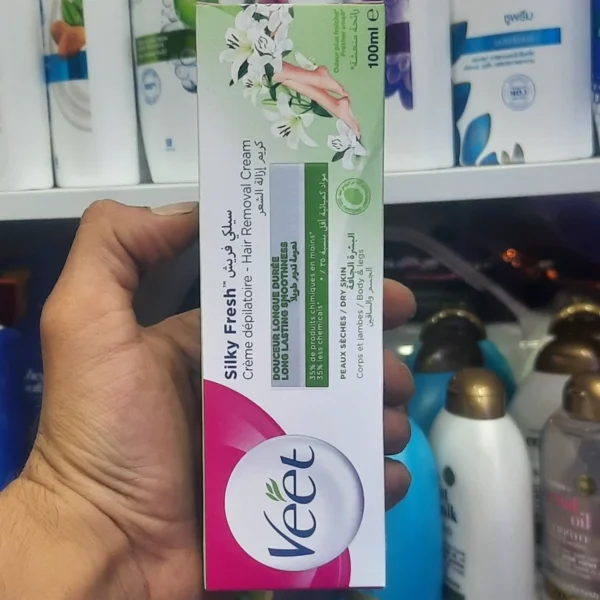 Veet
Silky Fresh™ سيلكي فريش
Crème dépilatoire - Hair Removal Cream
كريم إزالة الشعر
DOUCEUR LONGUE DURÉE
LONG LASTING SMOOTHNESS
نعومة تدوم طويلاً
35% de produits chimiques en moins*
35% less chemicals*
PEAUX SÈCHES / DRY SKIN
البشرة الجافة
Corps et jambes / Body & legs
الجسم والساقين
100ml e
oil